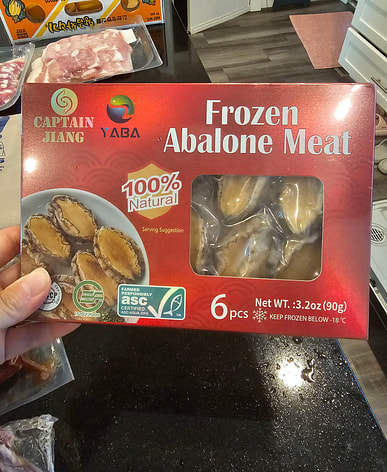 CAPTAIN
JIANG
YABA
Frozen
Abalone Meat
100%
Natural
Serving Suggestion
FARMED
RESPONSIBLY
asc
CERTIFIED
6pcs
Net WT. :3.2oz (90g)
KEEP FROZEN BELOW -18℃